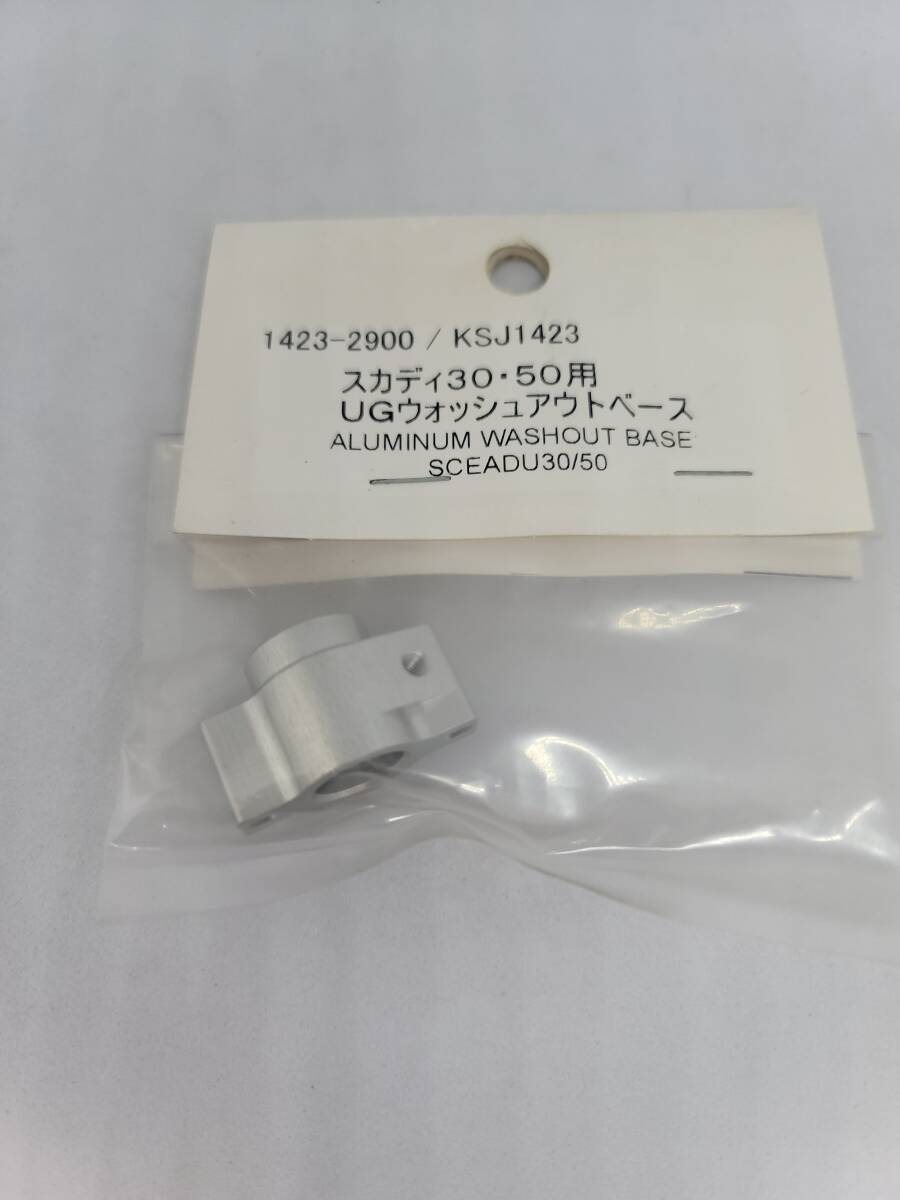 1423-2900 / KSJ1423
スカディ30・50用
UGウォッシュアウトベース
ALUMINUM WASHOUT BASE
SCEADU30/50